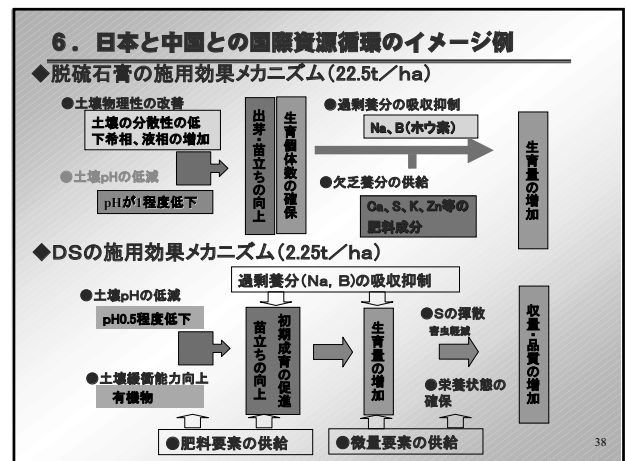 ６．日本と中国との国際資源循環のイメージ例
◆脱硫石膏の施用効果メカニズム（22.5t／ha）
●土壌物理性の改善
土壌の分散性の低
下希相、液相の増加
●土壌pHの低減
pHが1程度低下
出芽・苗立ちの向上
生育個体数の確保
●過剰養分の吸収抑制
Na、B（ホウ素）
●欠乏養分の供給
Ca、S、K、Zn等の
肥料成分
生育量の増加
◆DSの施用効果メカニズム（2.25t／ha）
過剰養分（Na, B）の吸収抑制
●土壌pHの低減
pH0.5程度低下
●土壌緩衝能力向上
有機物
初期成育の促進
苗立ちの向上
生育量の増加
●Sの揮散
害虫軽減
●栄養状態の
確保
収量・品質の増加
●肥料要素の供給
●微量要素の供給
38